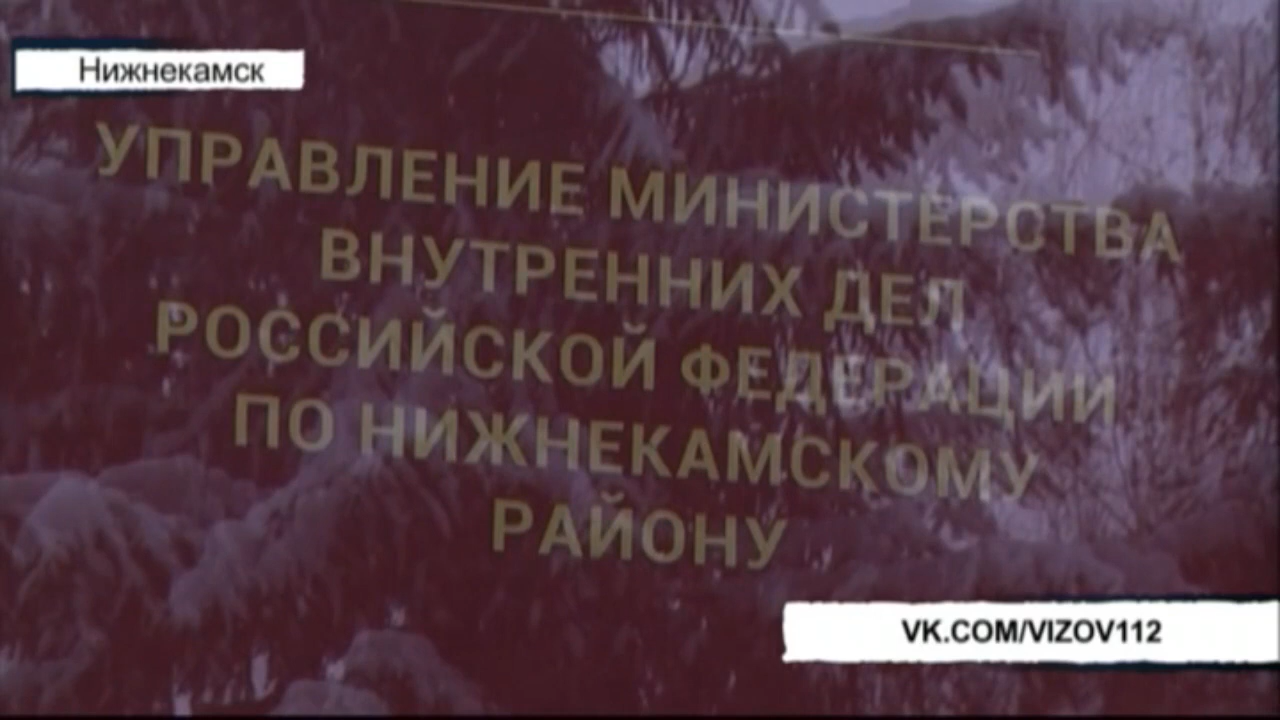 Нижнекамск
УПРАВЛЕНИЕ МИНИСТЕРСТВА
ВНУТРЕННИХ ДЕЛ
РОССИЙСКОЙ ФЕДЕРАЦИИ
ПО НИЖНЕКАМСКОМУ
РАЙОНУ
VK.COM/VIZOV112